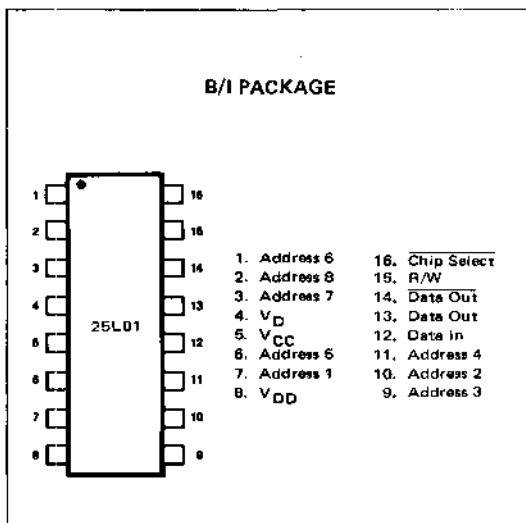 B/I PACKAGE
1 16
2 15
3 14
4 13
25L01
5 12
6 11
7 10
8 9
1. Address 6
2. Address 8
3. Address 7
4. VD
5. VCC
6. Address 5
7. Address 1
8. VDD
16. Chip Select
15. R/W
14. Data Out
13. Data Out
12. Data In
11. Address 4
10. Address 2
9. Address 3